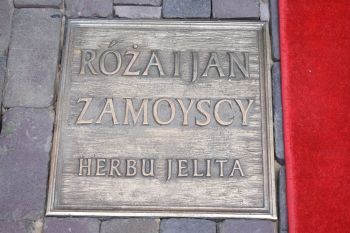 RÓŻA I JAN
ZAMOYSCY
HERBU JELITA